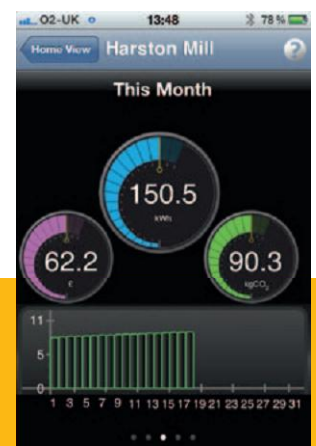 O2-UK 13:48 78 %
Home View Harston Mill ?
This Month
150.5
kWh
62.2
£
90.3
kgCO₂
11
5
0
1 3 5 7 9 11 13 15 17 19 21 23 25 27 29 31